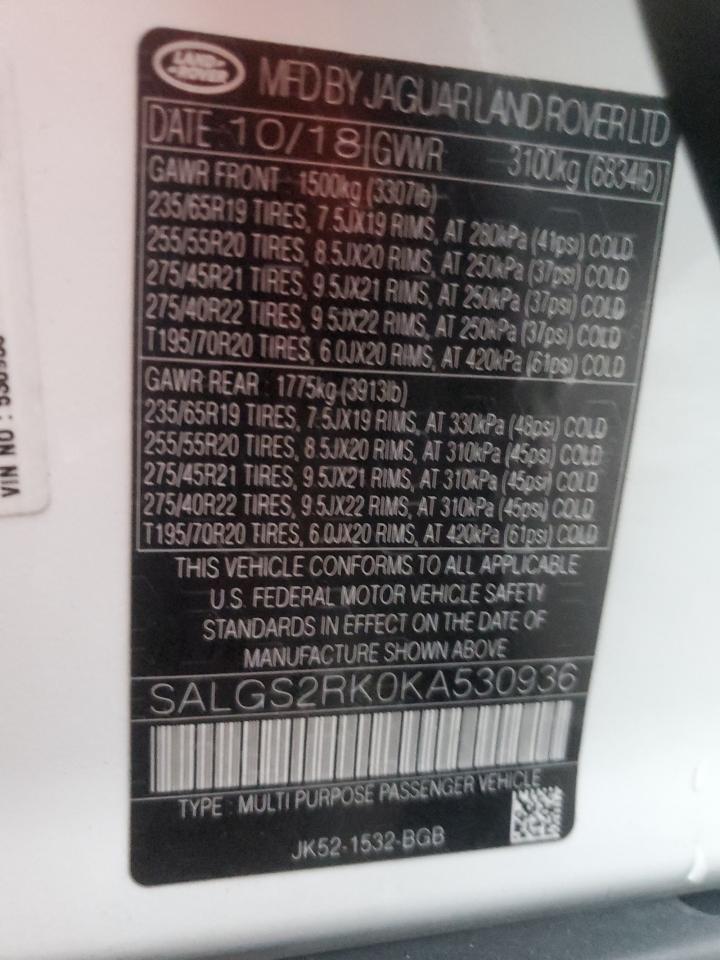 LAND-
-ROVER
MFD BY JAGUAR LAND ROVER LTD
DATE 10/18 GVWR 3100kg (6834lb)
GAWR FRONT 1500kg (3307lb)
235/65R19 TIRES, 7.5JX19 RIMS, AT 280kPa (41psi) COLD
255/55R20 TIRES, 8.5JX20 RIMS, AT 250kPa (37psi) COLD
275/45R21 TIRES, 9.5JX21 RIMS, AT 250kPa (37psi) COLD
275/40R22 TIRES, 9.5JX22 RIMS, AT 250kPa (37psi) COLD
T195/70R20 TIRES, 6.0JX20 RIMS, AT 420kPa (61psi) COLD
GAWR REAR : 1775kg (3913lb)
235/65R19 TIRES, 7.5JX19 RIMS, AT 330kPa (48psi) COLD
255/55R20 TIRES, 8.5JX20 RIMS, AT 310kPa (45psi) COLD
275/45R21 TIRES, 9.5JX21 RIMS, AT 310kPa (45psi) COLD
275/40R22 TIRES, 9.5JX22 RIMS, AT 310kPa (45psi) COLD
T195/70R20 TIRES, 6.0JX20 RIMS, AT 420kPa (61psi) COLD
THIS VEHICLE CONFORMS TO ALL APPLICABLE
U.S. FEDERAL MOTOR VEHICLE SAFETY
STANDARDS IN EFFECT ON THE DATE OF
MANUFACTURE SHOWN ABOVE
SALGS2RK0KA530936
TYPE : MULTI PURPOSE PASSENGER VEHICLE
JK52-1532-BGB
VIN NO :